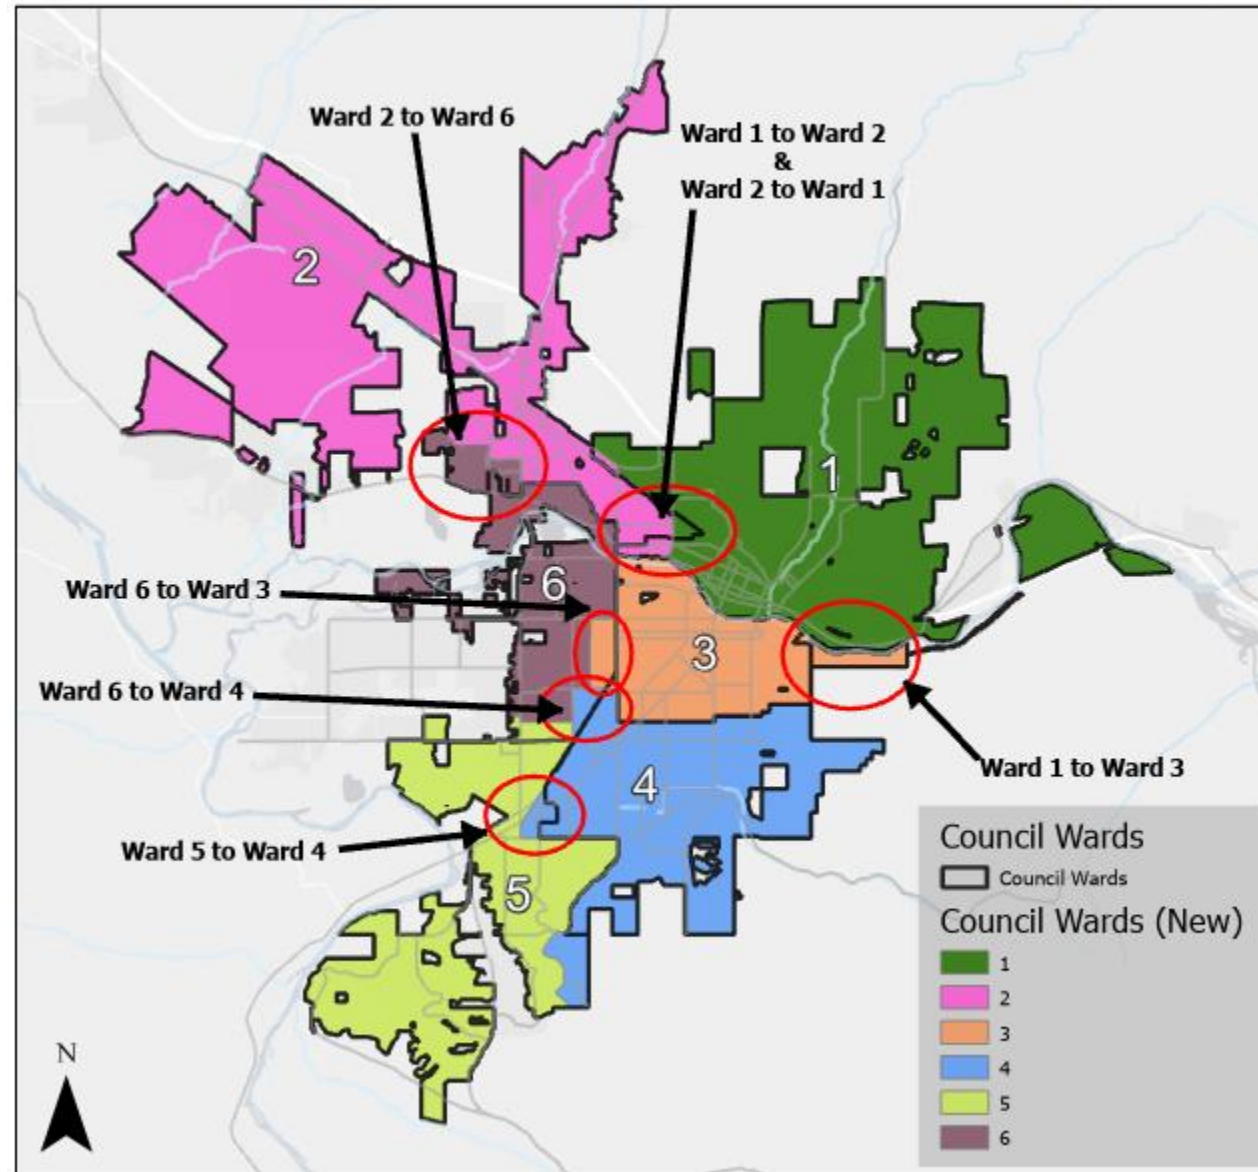 Ward 2 to Ward 6
Ward 1 to Ward 2
&
Ward 2 to Ward 1
2
1
Ward 6 to Ward 3
6
3
Ward 6 to Ward 4
Ward 1 to Ward 3
4
Ward 5 to Ward 4
5
Council Wards
Council Wards
Council Wards (New)
1
2
3
4
5
6
N